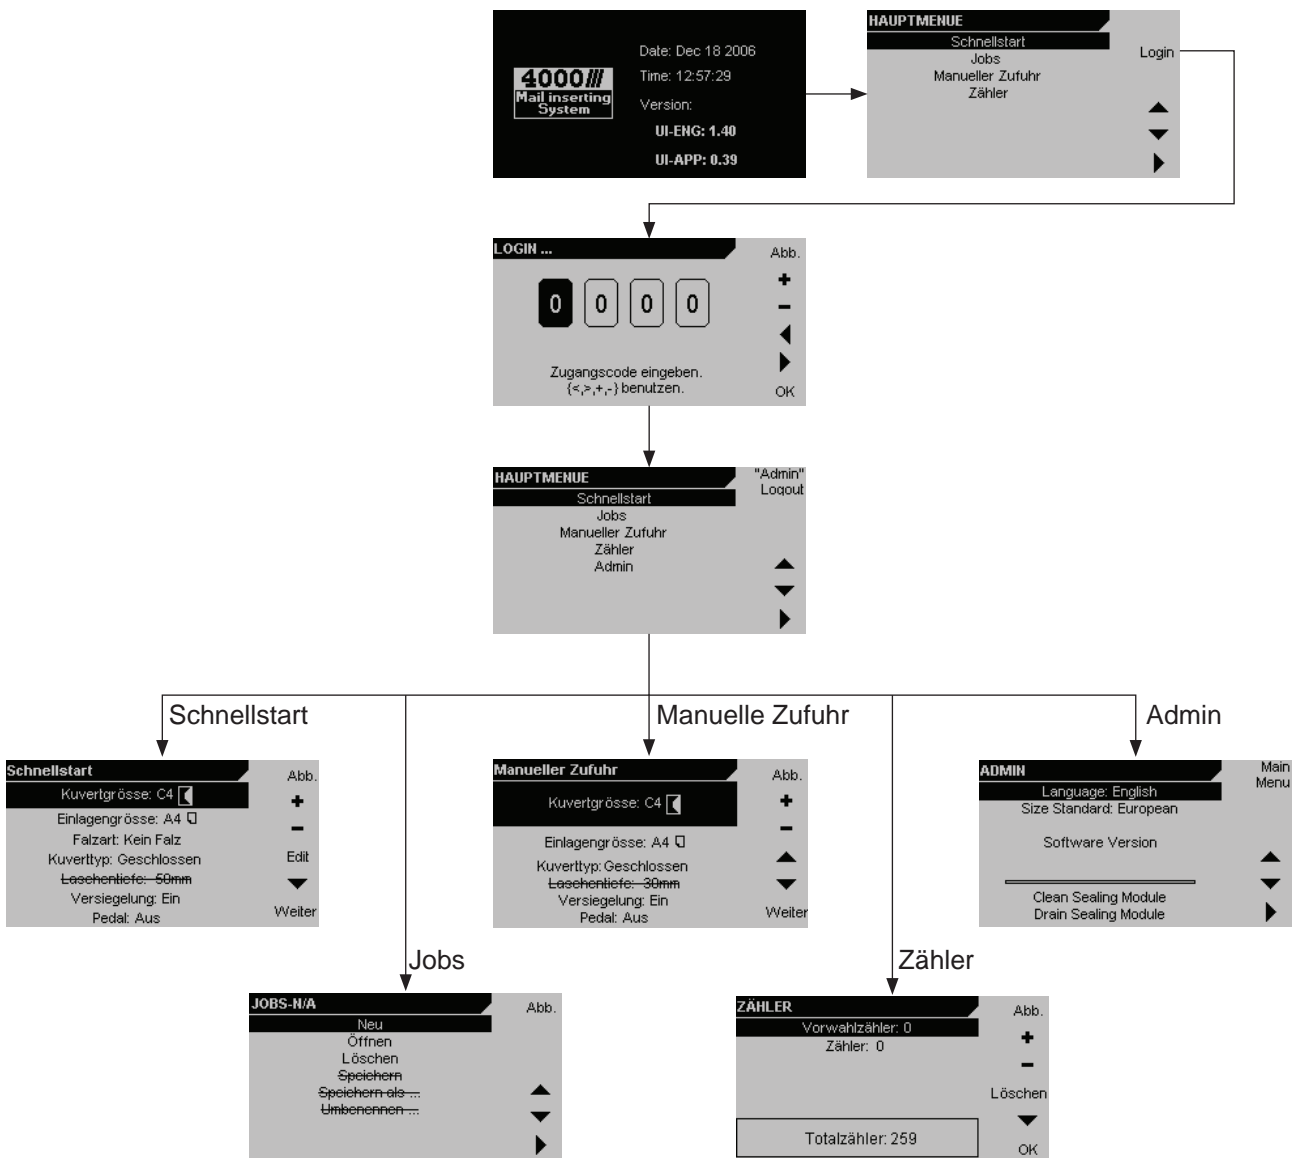 4000///
Mail inserting
System
Date: Dec 18 2006
Time: 12:57:29
Version:
UI-ENG: 1.40
UI-APP: 0.39
HAUPTMENUE
Schnellstart
Jobs
Manueller Zufuhr
Zähler
Login
LOGIN ...
0 0 0 0
Zugangscode eingeben.
{<,>,+,-} benutzen.
Abb.
+
-
OK
HAUPTMENUE
Schnellstart
Jobs
Manueller Zufuhr
Zähler
Admin
"Admin"
Logout
Schnellstart
Manuelle Zufuhr
Admin
Schnellstart
Kuvertgrösse: C4
Einlagengrösse: A4
Falzart: Kein Falz
Kuverttyp: Geschlossen
Laschentiefe: 50mm
Versiegelung: Ein
Pedal: Aus
Abb.
+
-
Edit
Weiter
Manueller Zufuhr
Kuvertgrösse: C4
Einlagengrösse: A4
Kuverttyp: Geschlossen
Laschentiefe: 30mm
Versiegelung: Ein
Pedal: Aus
Abb.
+
-
Weiter
ADMIN
Language: English
Size Standard: European
Software Version
Clean Sealing Module
Drain Sealing Module
Main
Menu
Jobs
Zähler
JOBS-N/A
Neu
Öffnen
Löschen
Speichern
Speichern als ...
Umbenennen ...
Abb.
ZÄHLER
Vorwahlzähler: 0
Zähler: 0
Totalzähler: 259
Abb.
+
-
Löschen
OK